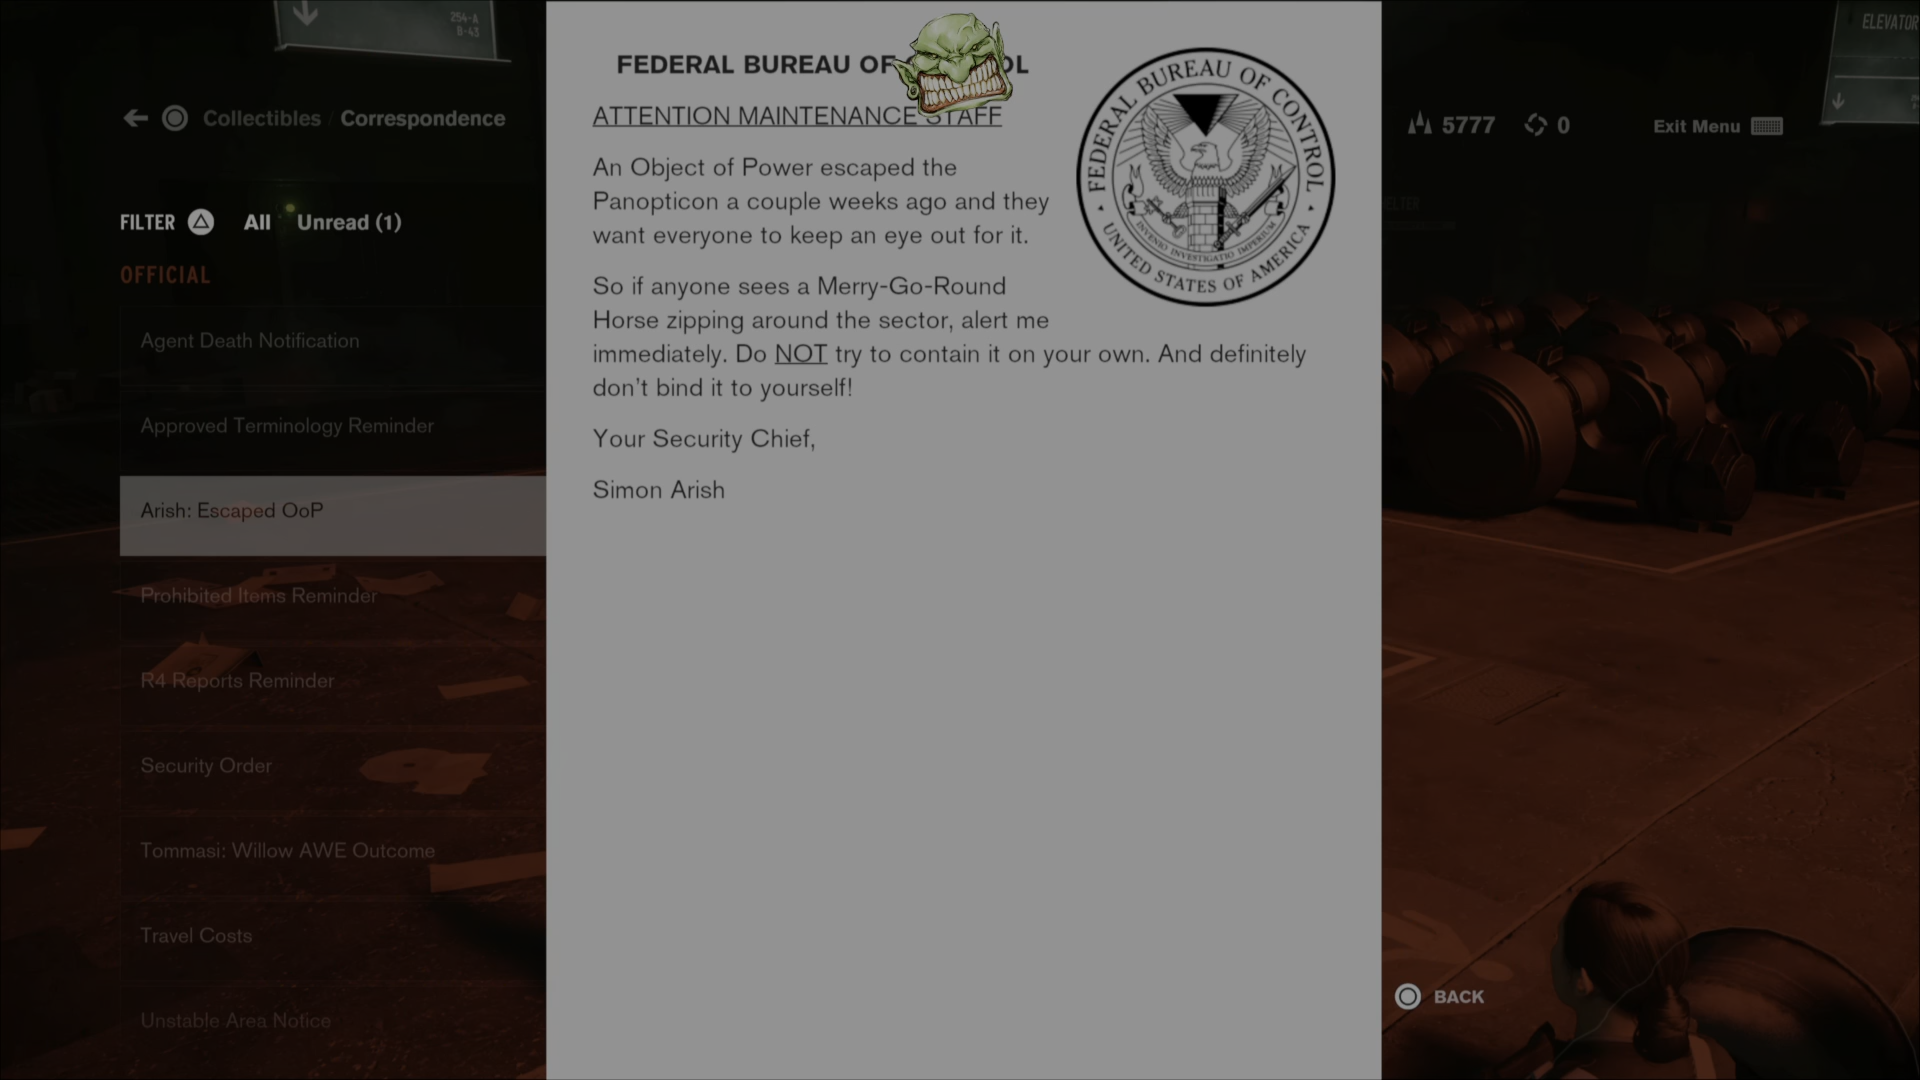 254-A
B-43
ELEVATOR
Collectibles / Correspondence
5777
0
Exit Menu
FILTER
All
Unread (1)
OFFICIAL
Agent Death Notification
Approved Terminology Reminder
Arish: Escaped OoP
Prohibited Items Reminder
R4 Reports Reminder
Security Order
Tommasi: Willow AWE Outcome
Travel Costs
Unstable Area Notice
FEDERAL BUREAU OF OL
ATTENTION MAINTENANCE STAFF
An Object of Power escaped the
Panopticon a couple weeks ago and they
want everyone to keep an eye out for it.
So if anyone sees a Merry-Go-Round
Horse zipping around the sector, alert me
immediately. Do NOT try to contain it on your own. And definitely
don't bind it to yourself!
Your Security Chief,
Simon Arish
FEDERAL BUREAU OF CONTROL
UNITED STATES OF AMERICA
INVENIO INVESTIGATIO IMPERIUM
BACK